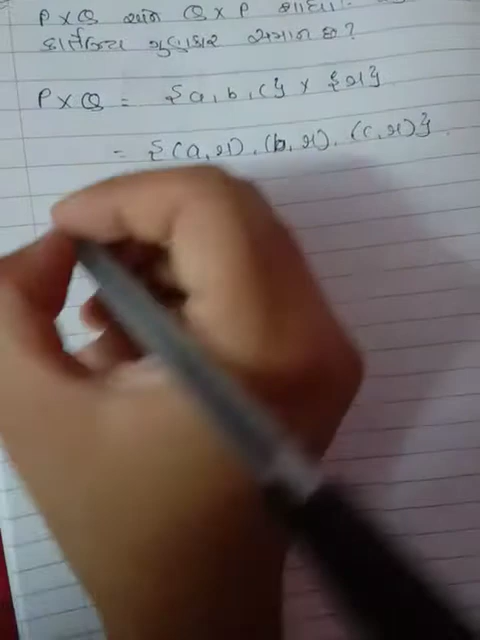 P × Q અને Q × P શોધો.
કાર્તેઝિય ગુણાકાર સમાન છે?
P × Q = {a, b, c} × {x}
= {(a, x), (b, x), (c, x)}.